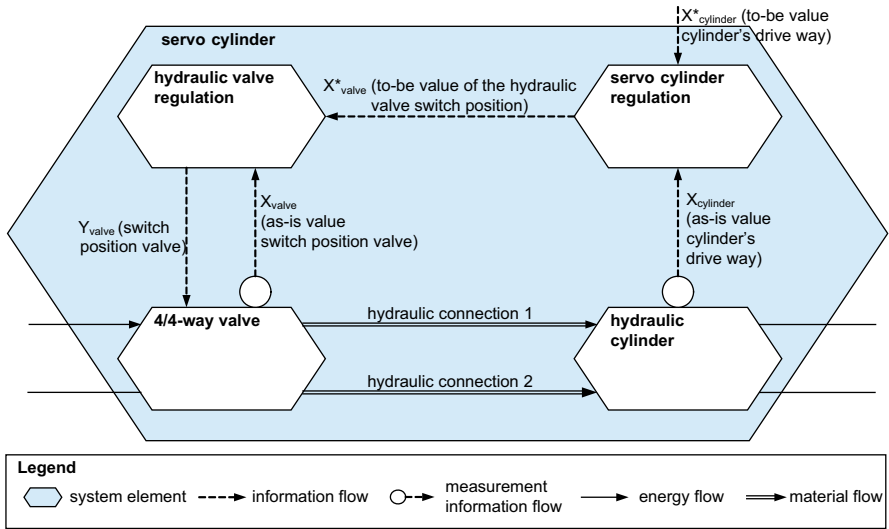 X*cylinder (to-be value
cylinder's drive way)
servo cylinder
hydraulic valve
regulation
X*valve (to-be value of the hydraulic
valve switch position)
servo cylinder
regulation
Yvalve (switch
position valve)
Xvalve
(as-is value
switch position valve)
Xcylinder
(as-is value
cylinder's
drive way)
4/4-way valve
hydraulic connection 1
hydraulic
cylinder
hydraulic connection 2
Legend
system element
information flow
measurement
information flow
energy flow
material flow